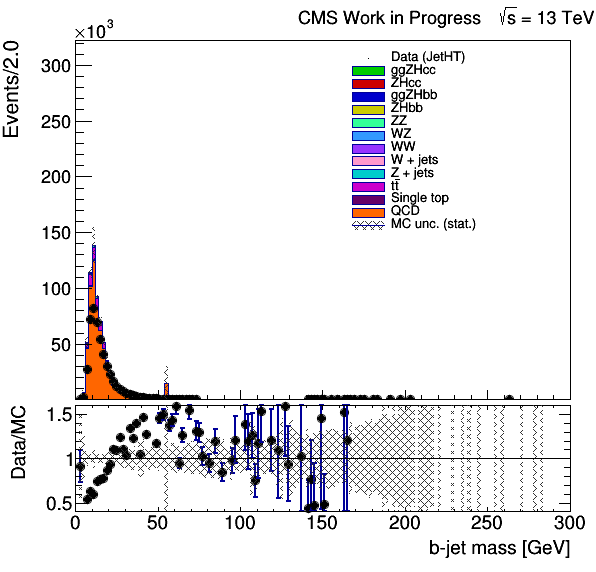 CMS Work in Progress √s = 13 TeV
×10³
Events/2.0
300
250
200
150
100
50
Data (JetHT)
ggZHcc
ZHcc
ggZHbb
ZHbb
ZZ
WZ
WW
W + jets
Z + jets
tt̄
Single top
QCD
MC unc. (stat.)
Data/MC
1.5
1
0.5
0 50 100 150 200 250 300
b-jet mass [GeV]